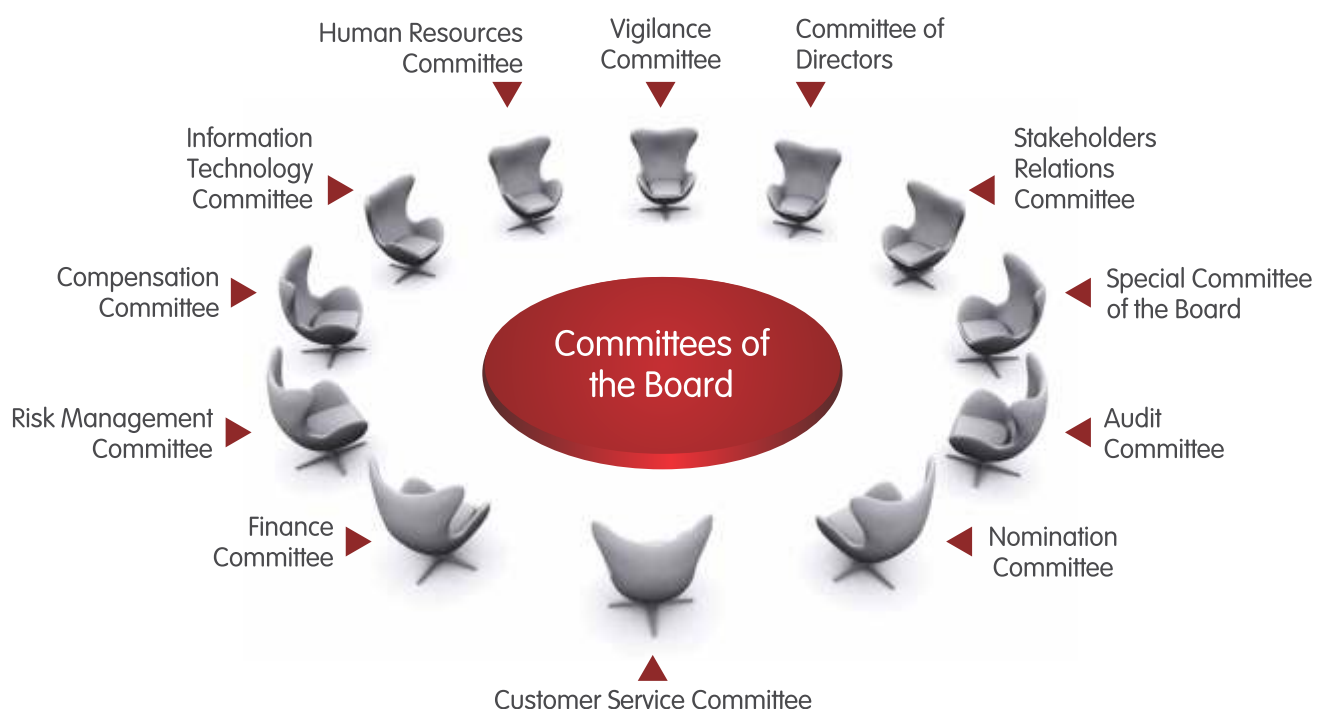 Human Resources
Committee
Vigilance
Committee
Committee of
Directors
Information
Technology
Committee
Stakeholders
Relations
Committee
Compensation
Committee
Special Committee
of the Board
Committees of
the Board
Risk Management
Committee
Audit
Committee
Finance
Committee
Nomination
Committee
Customer Service Committee